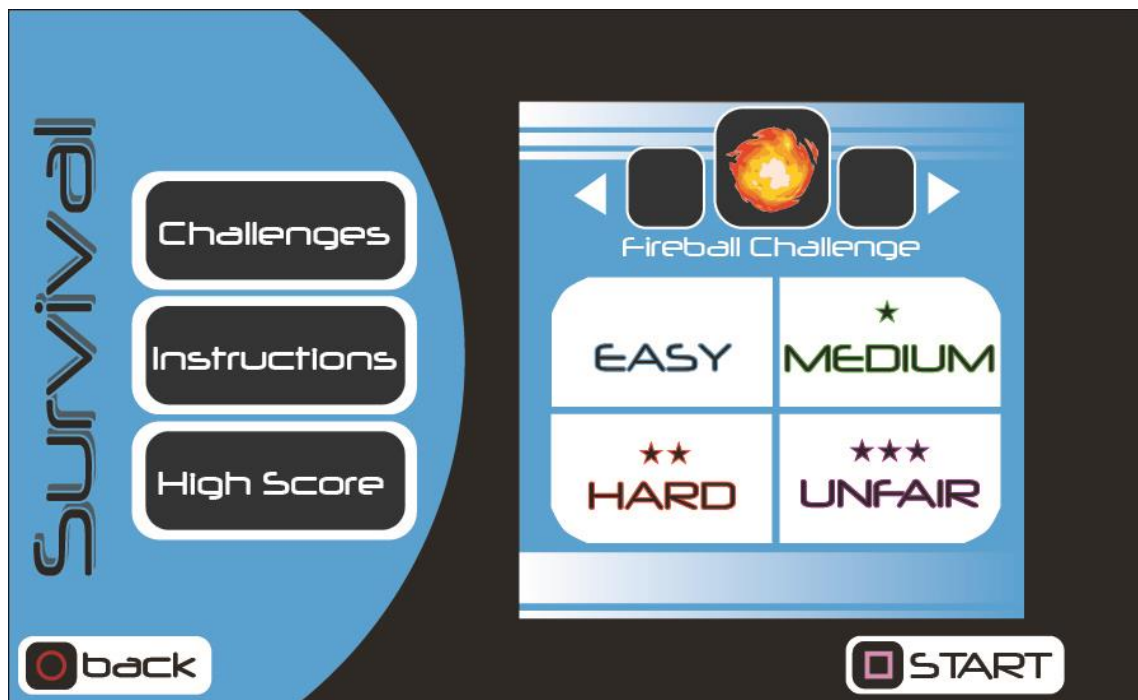 Survival
Challenges
Instructions
High Score
Fireball Challenge
EASY
MEDIUM
HARD
UNFAIR
back
START